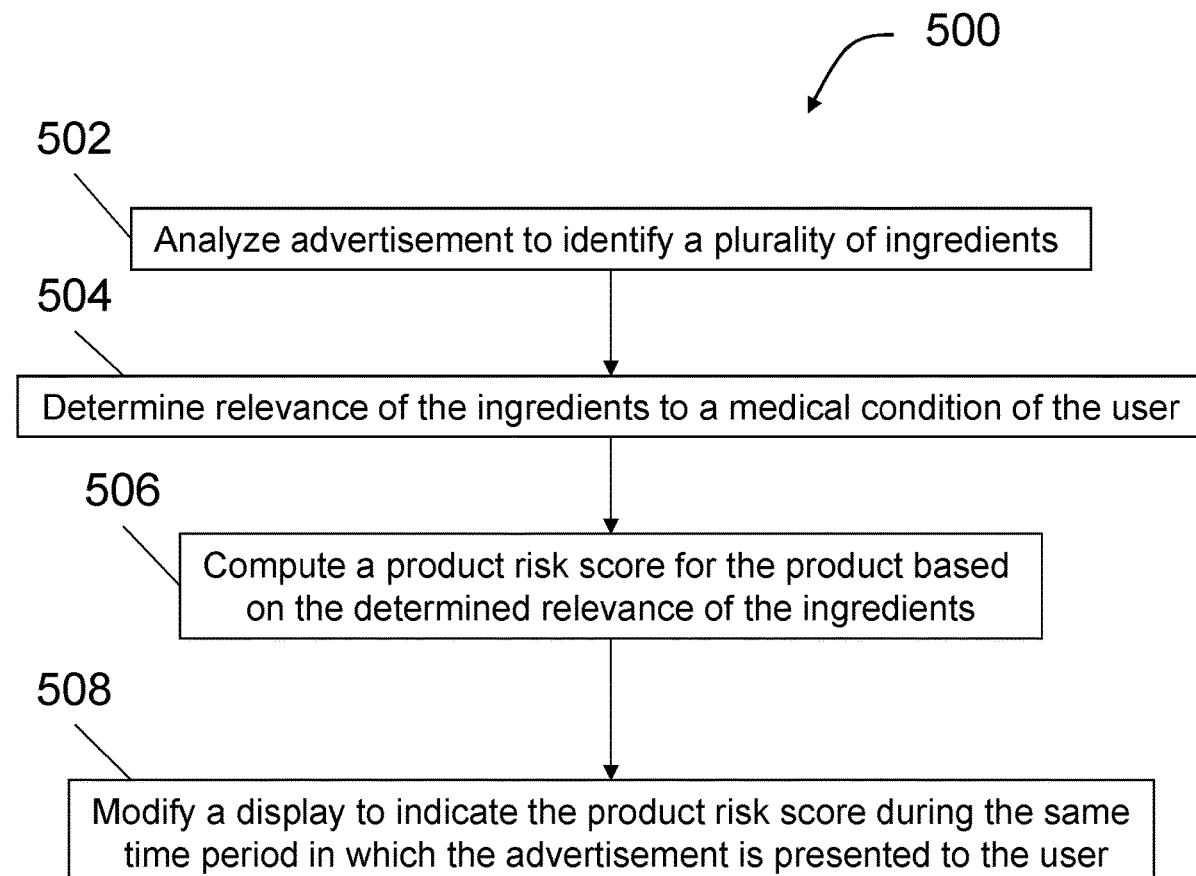 500
502
Analyze advertisement to identify a plurality of ingredients
504
Determine relevance of the ingredients to a medical condition of the user
506
Compute a product risk score for the product based
on the determined relevance of the ingredients
508
Modify a display to indicate the product risk score during the same
time period in which the advertisement is presented to the user